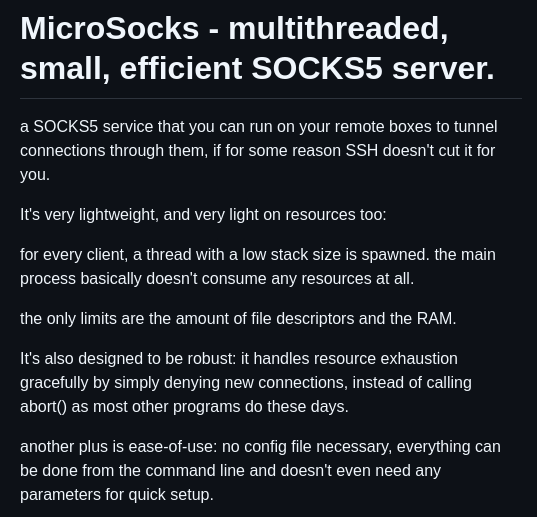 MicroSocks - multithreaded,
small, efficient SOCKS5 server.
a SOCKS5 service that you can run on your remote boxes to tunnel
connections through them, if for some reason SSH doesn't cut it for
you.
It's very lightweight, and very light on resources too:
for every client, a thread with a low stack size is spawned. the main
process basically doesn't consume any resources at all.
the only limits are the amount of file descriptors and the RAM.
It's also designed to be robust: it handles resource exhaustion
gracefully by simply denying new connections, instead of calling
abort() as most other programs do these days.
another plus is ease-of-use: no config file necessary, everything can
be done from the command line and doesn't even need any
parameters for quick setup.